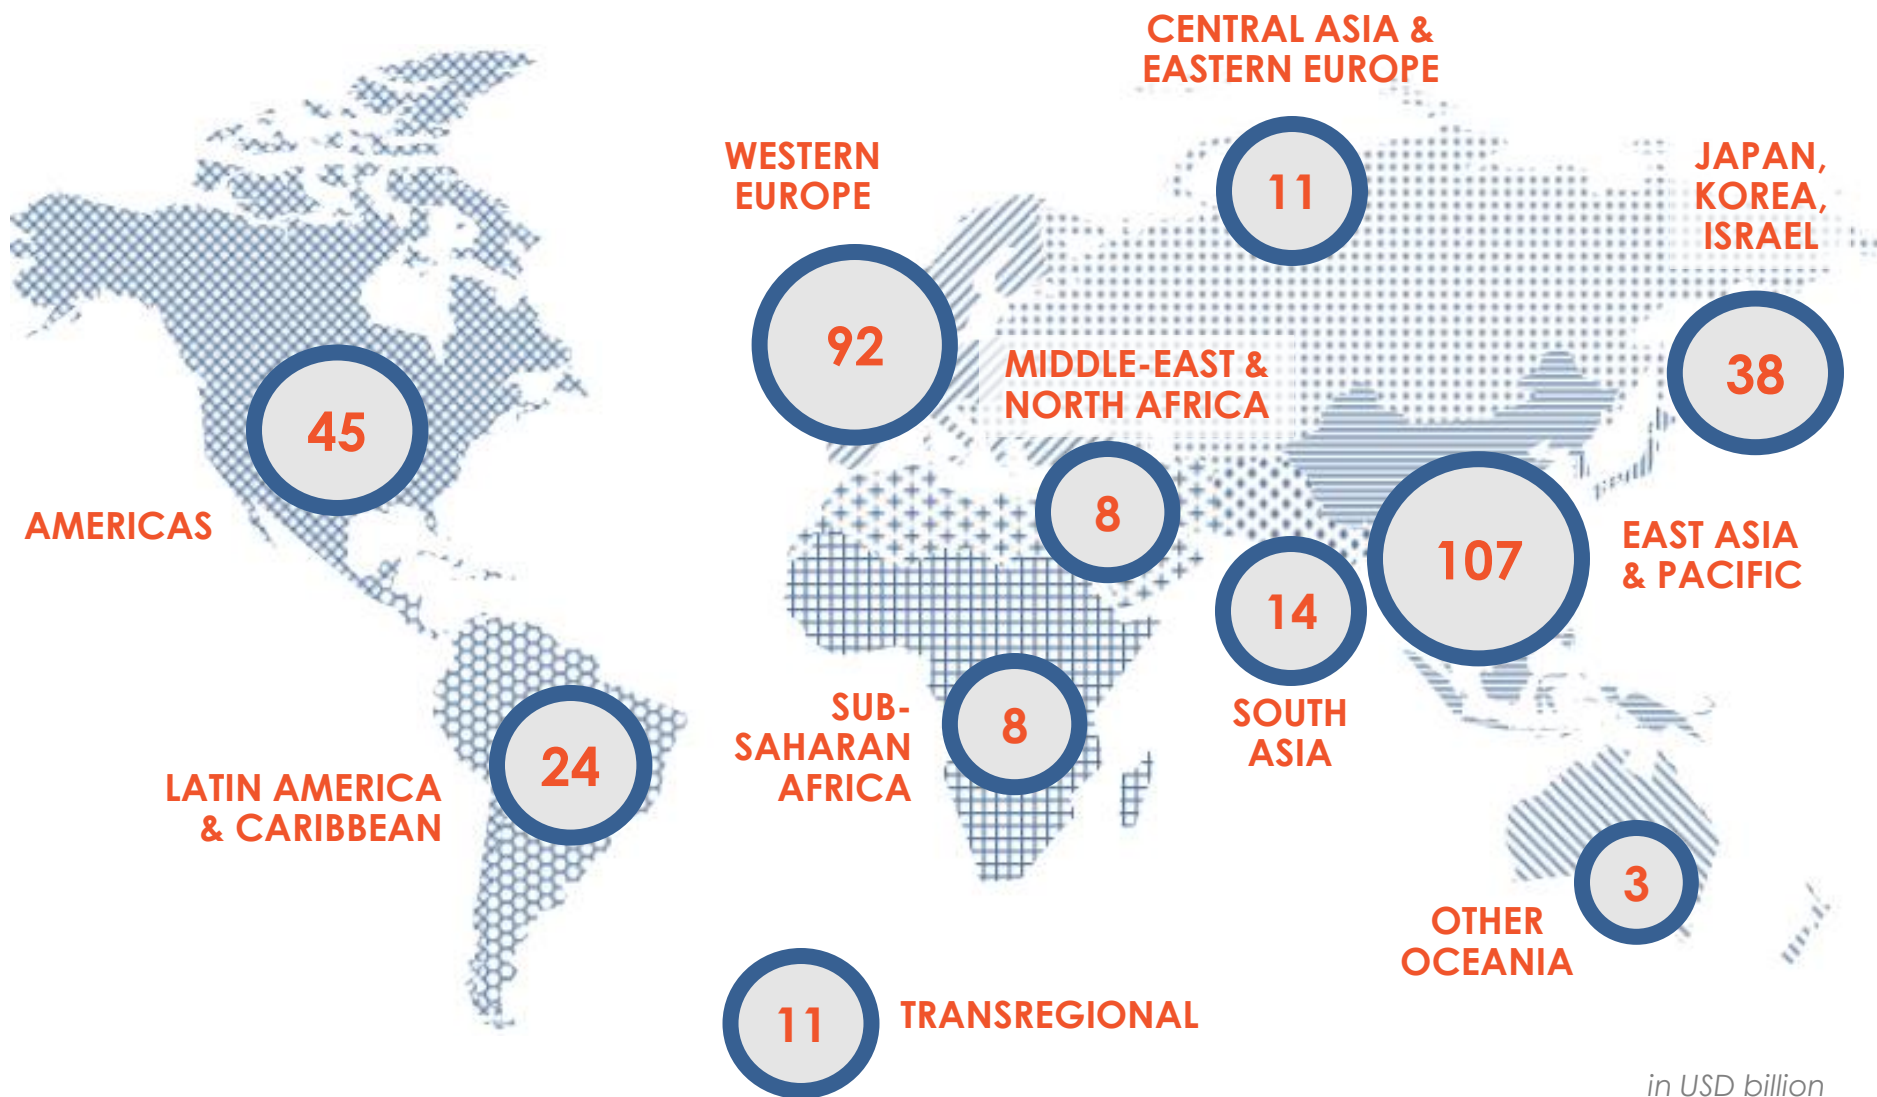 CENTRAL ASIA &
EASTERN EUROPE
11
WESTERN
EUROPE
92
JAPAN,
KOREA,
ISRAEL
38
MIDDLE-EAST &
NORTH AFRICA
8
45
AMERICAS
107
EAST ASIA
& PACIFIC
14
SOUTH
ASIA
SUB-
SAHARAN
AFRICA
8
24
LATIN AMERICA
& CARIBBEAN
3
OTHER
OCEANIA
11
TRANSREGIONAL
in USD billion